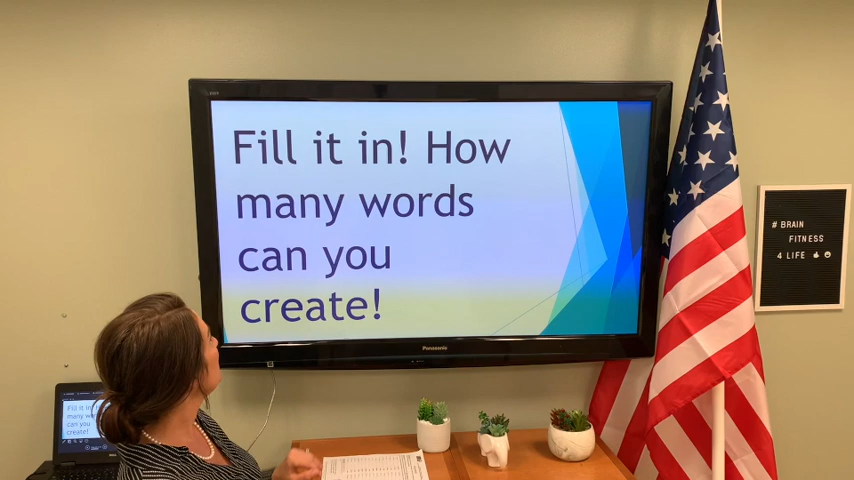 Fill it in! How
many words
can you
create!
Panasonic
# BRAIN
FITNESS
4 LIFE